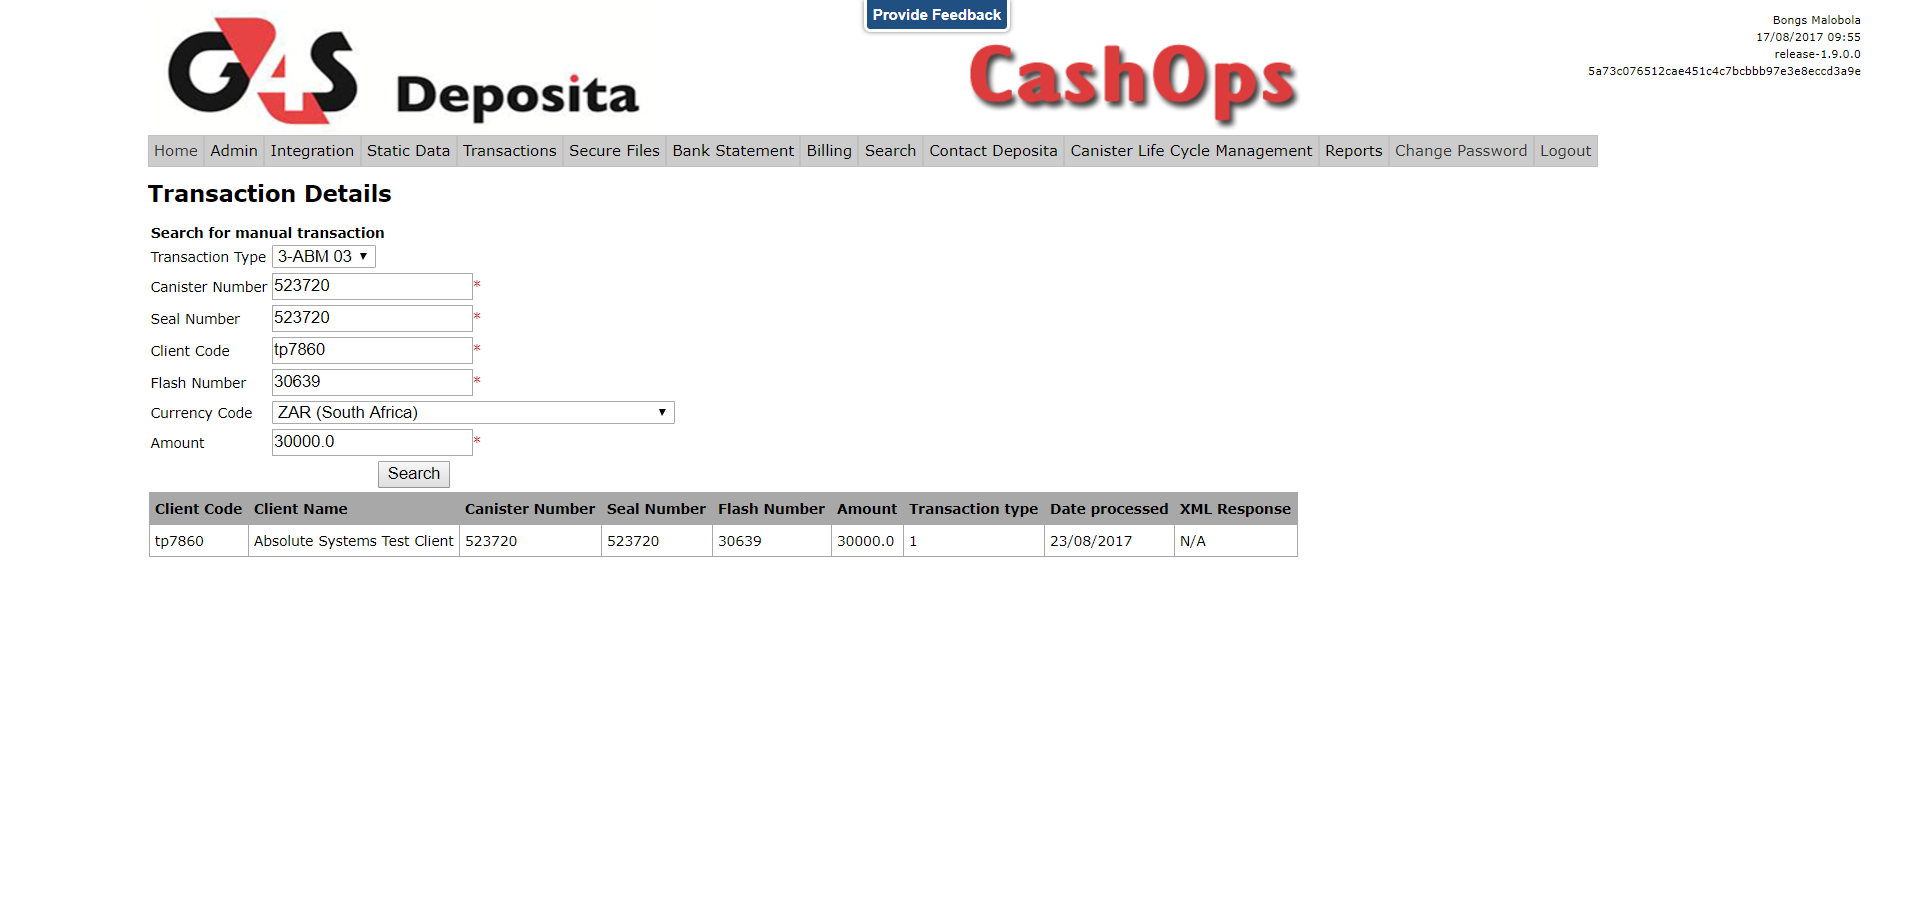 Provide Feedback
G4S Deposita
CashOps
Bongs Malobola
17/08/2017 09:55
release-1.9.0.0
5a73c076512cae451c4c7bcbbb97e3e8eccd3a9e
Home Admin Integration Static Data Transactions Secure Files Bank Statement Billing Search Contact Deposita Canister Life Cycle Management Reports Change Password Logout
Transaction Details
Search for manual transaction
Transaction Type 3-ABM 03
Canister Number 523720 *
Seal Number 523720 *
Client Code tp7860 *
Flash Number 30639 *
Currency Code ZAR (South Africa)
Amount 30000.0 *
Search
Client Code Client Name Canister Number Seal Number Flash Number Amount Transaction type Date processed XML Response
tp7860 Absolute Systems Test Client 523720 523720 30639 30000.0 1 23/08/2017 N/A